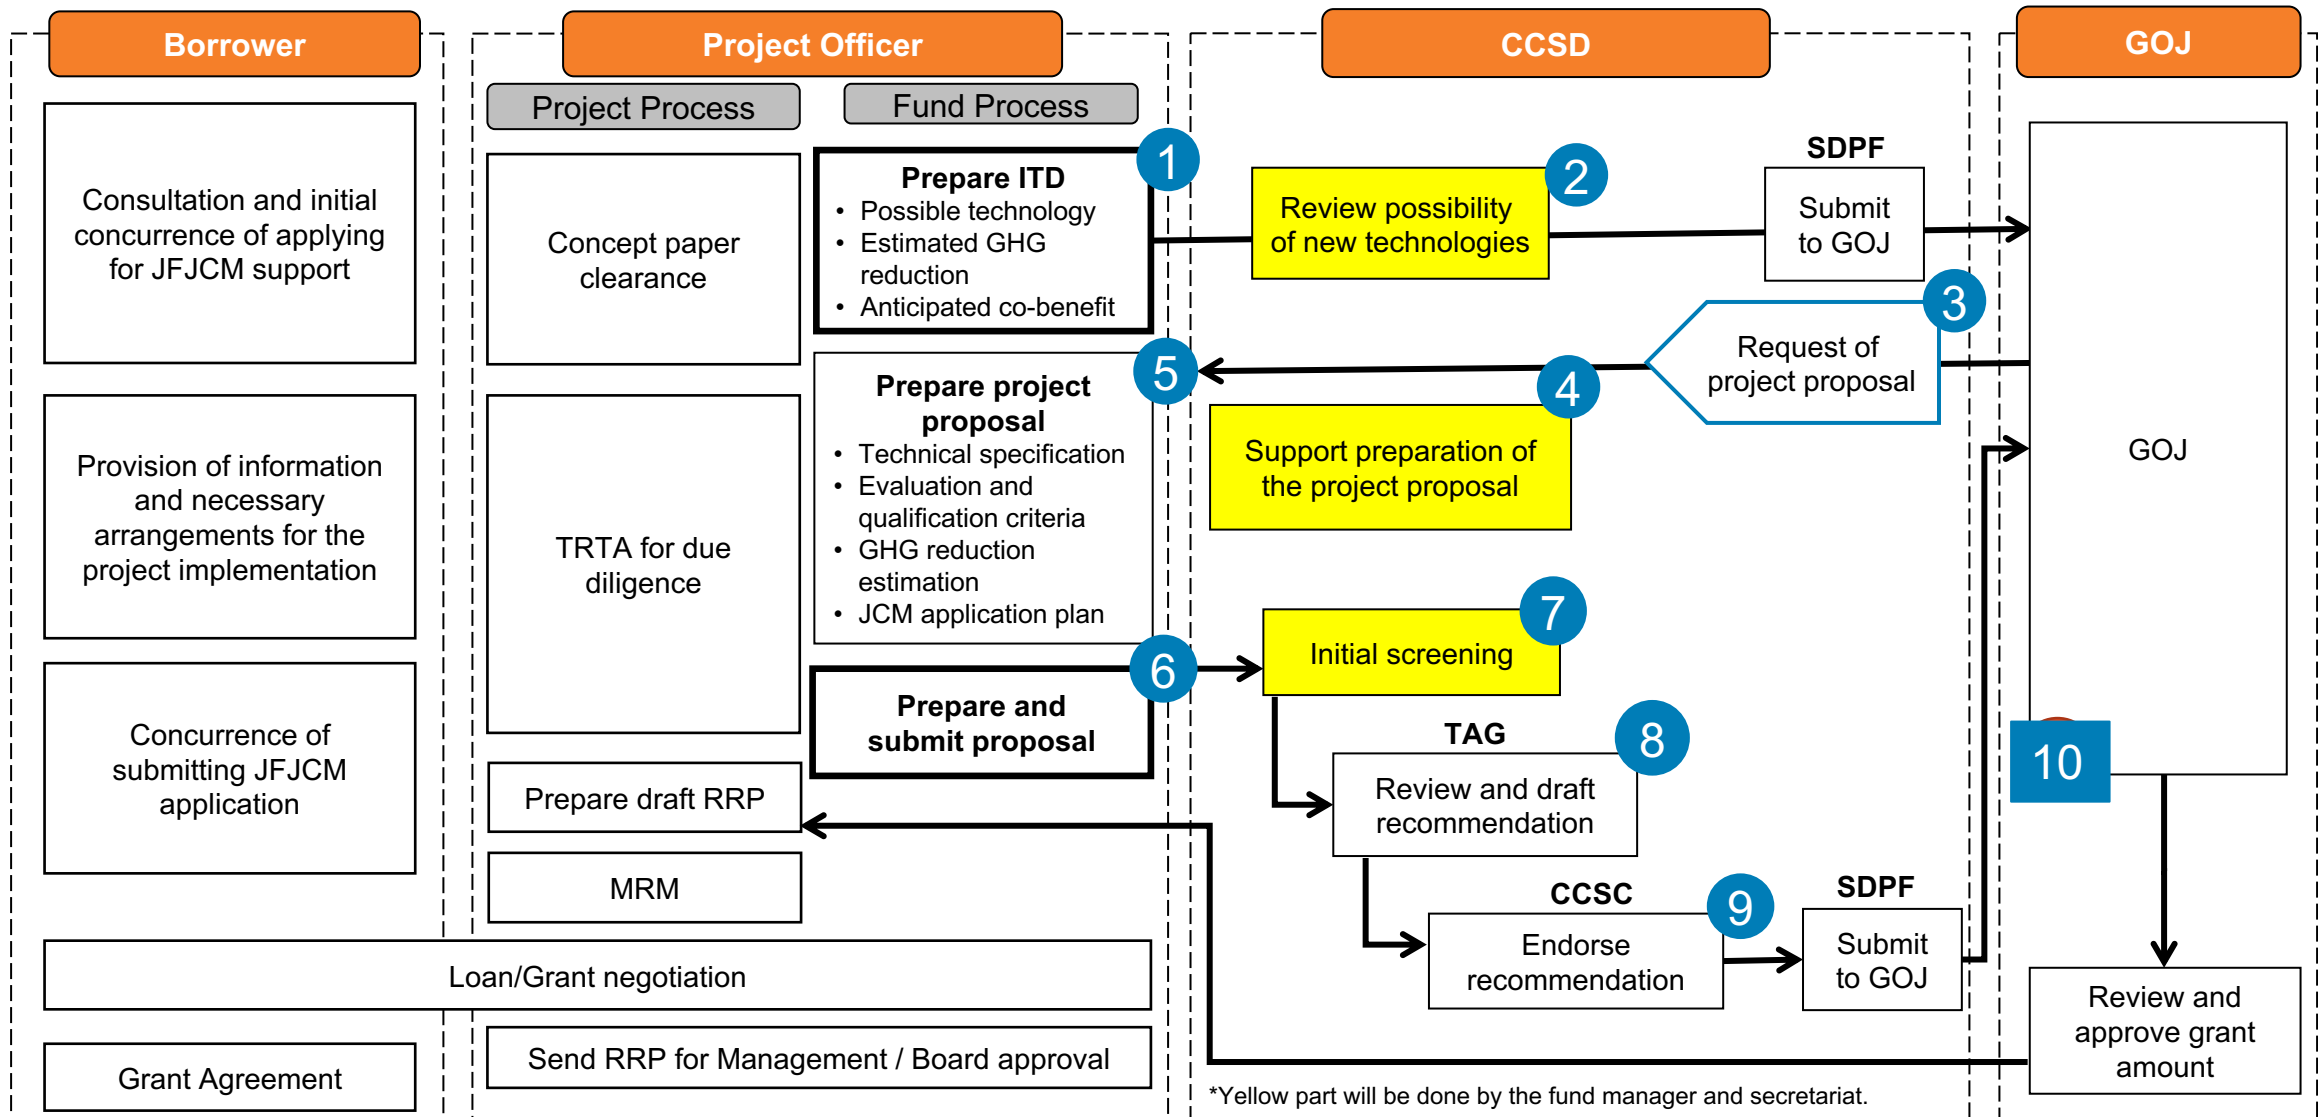 Borrower
Project Officer
CCSD
GOJ
Project Process
Fund Process
Consultation and initial
concurrence of applying
for JFJCM support
Provision of information
and necessary
arrangements for the
project implementation
Concurrence of
submitting JFJCM
application
Concept paper
clearance
TRTA for due
diligence
Prepare draft RRP
MRM
Loan/Grant negotiation
Grant Agreement
Send RRP for Management / Board approval
1
Prepare ITD
• Possible technology
• Estimated GHG
reduction
• Anticipated co-benefit
5
Prepare project
proposal
• Technical specification
• Evaluation and
qualification criteria
• GHG reduction
estimation
• JCM application plan
6
Prepare and
submit proposal
2
Review possibility
of new technologies
SDPF
Submit
to GOJ
3
Request of
project proposal
4
Support preparation of
the project proposal
7
Initial screening
TAG
8
Review and draft
recommendation
CCSC
9
Endorse
recommendation
SDPF
Submit
to GOJ
GOJ
10
Review and
approve grant
amount
*Yellow part will be done by the fund manager and secretariat.